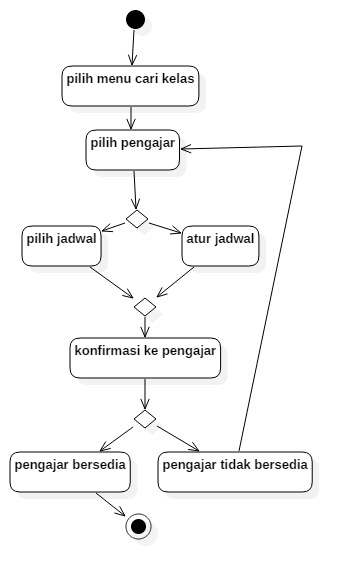 pilih menu cari kelas
pilih pengajar
pilih jadwal
atur jadwal
konfirmasi ke pengajar
pengajar bersedia
pengajar tidak bersedia